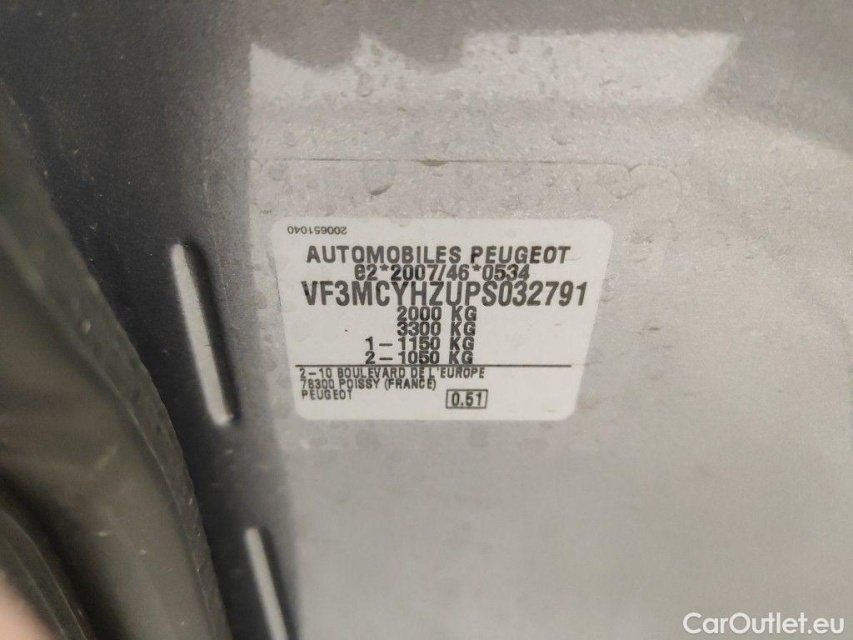 200651040
AUTOMOBILES PEUGEOT
e2*2007/46*0534
VF3MCYHZUPS032791
2000 KG
3300 KG
1-1150 KG
2-1050 KG
2-10 BOULEVARD DE L'EUROPE
78300 POISSY (FRANCE)
PEUGEOT
0.51
CarOutlet.eu